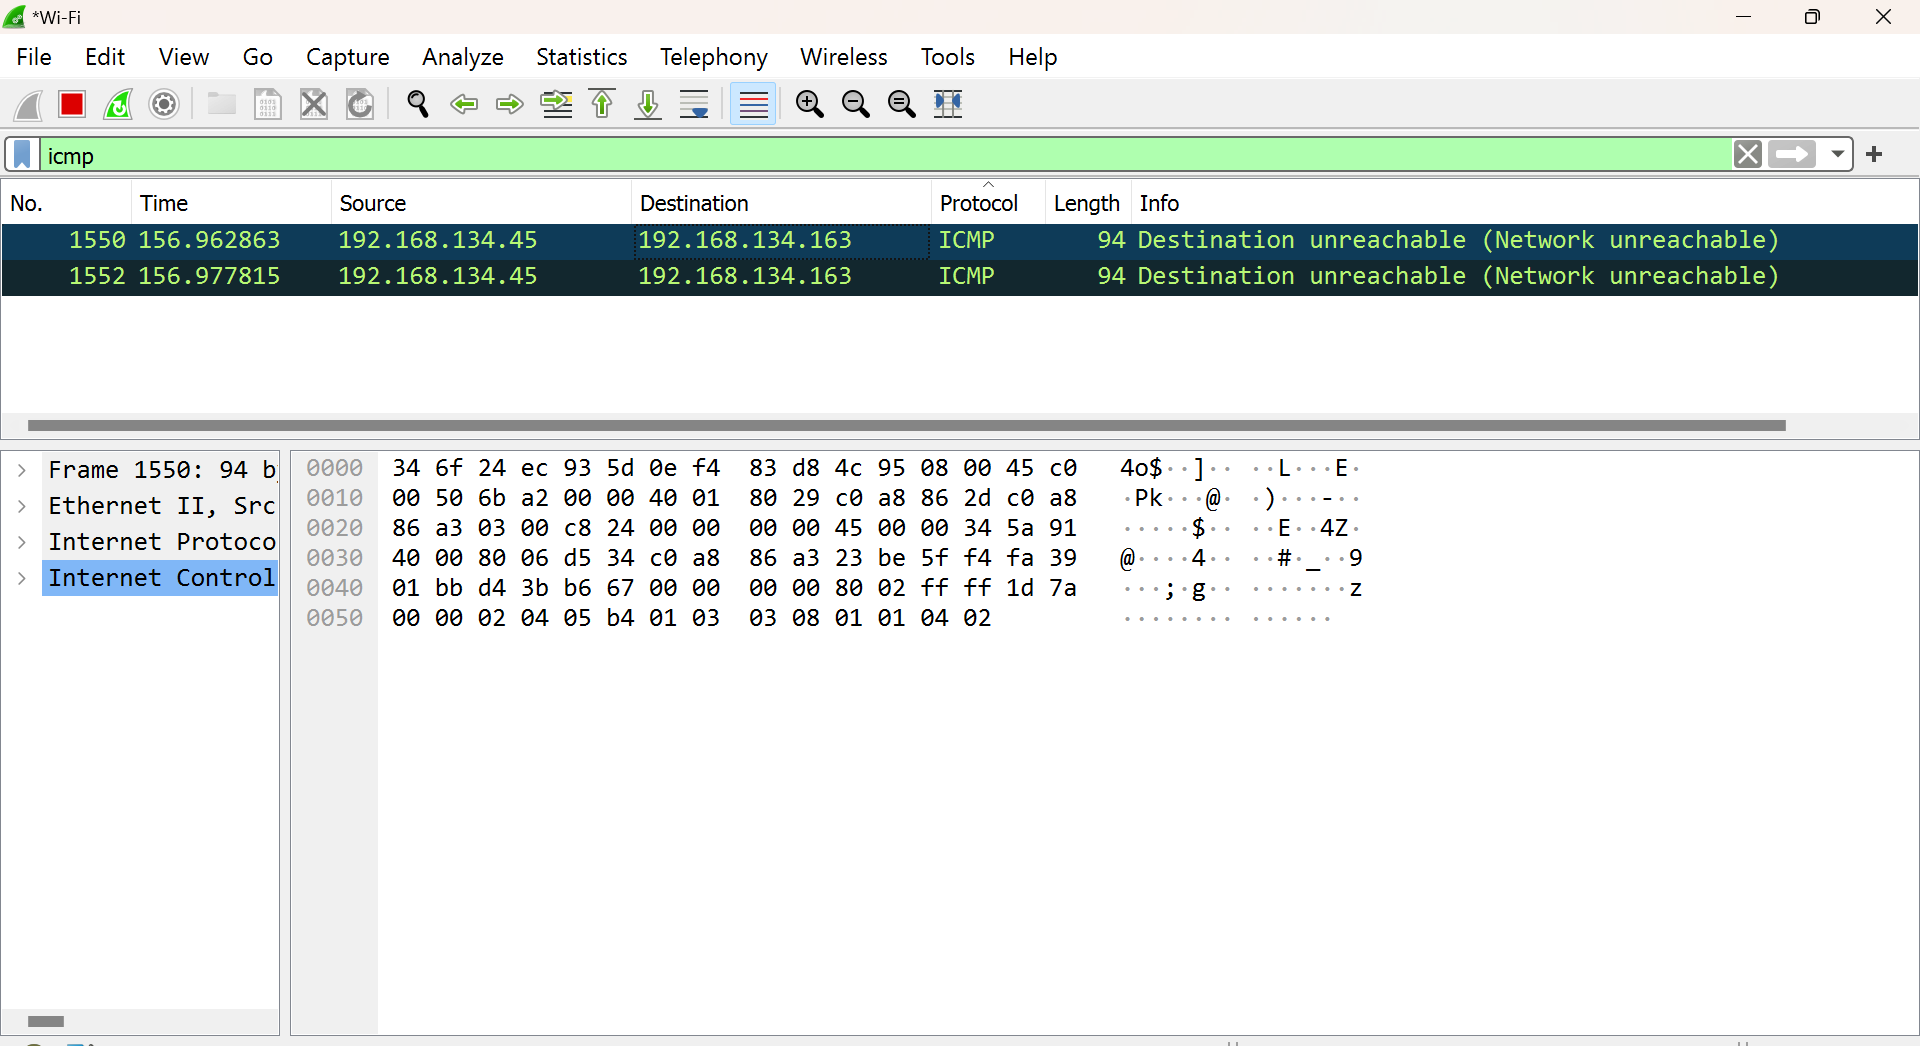 *Wi-Fi
File Edit View Go Capture Analyze Statistics Telephony Wireless Tools Help
icmp
No. Time Source Destination Protocol Length Info
1550 156.962863 192.168.134.45 192.168.134.163 ICMP 94 Destination unreachable (Network unreachable)
1552 156.977815 192.168.134.45 192.168.134.163 ICMP 94 Destination unreachable (Network unreachable)
Frame 1550: 94 b
Ethernet II, Src
Internet Protoco
Internet Control
0000 34 6f 24 ec 93 5d 0e f4 83 d8 4c 95 08 00 45 c0 4o$··]·· ··L···E·
0010 00 50 6b a2 00 00 40 01 80 29 c0 a8 86 2d c0 a8 ·Pk···@· ·)···-··
0020 86 a3 03 00 c8 24 00 00 00 00 45 00 00 34 5a 91 ·····$·· ··E··4Z·
0030 40 00 80 06 d5 34 c0 a8 86 a3 23 be 5f f4 fa 39 @····4·· ··#·_··9
0040 01 bb d4 3b b6 67 00 00 00 00 80 02 ff ff 1d 7a ···;·g·· ·······z
0050 00 00 02 04 05 b4 01 03 03 08 01 01 04 02 ········ ······